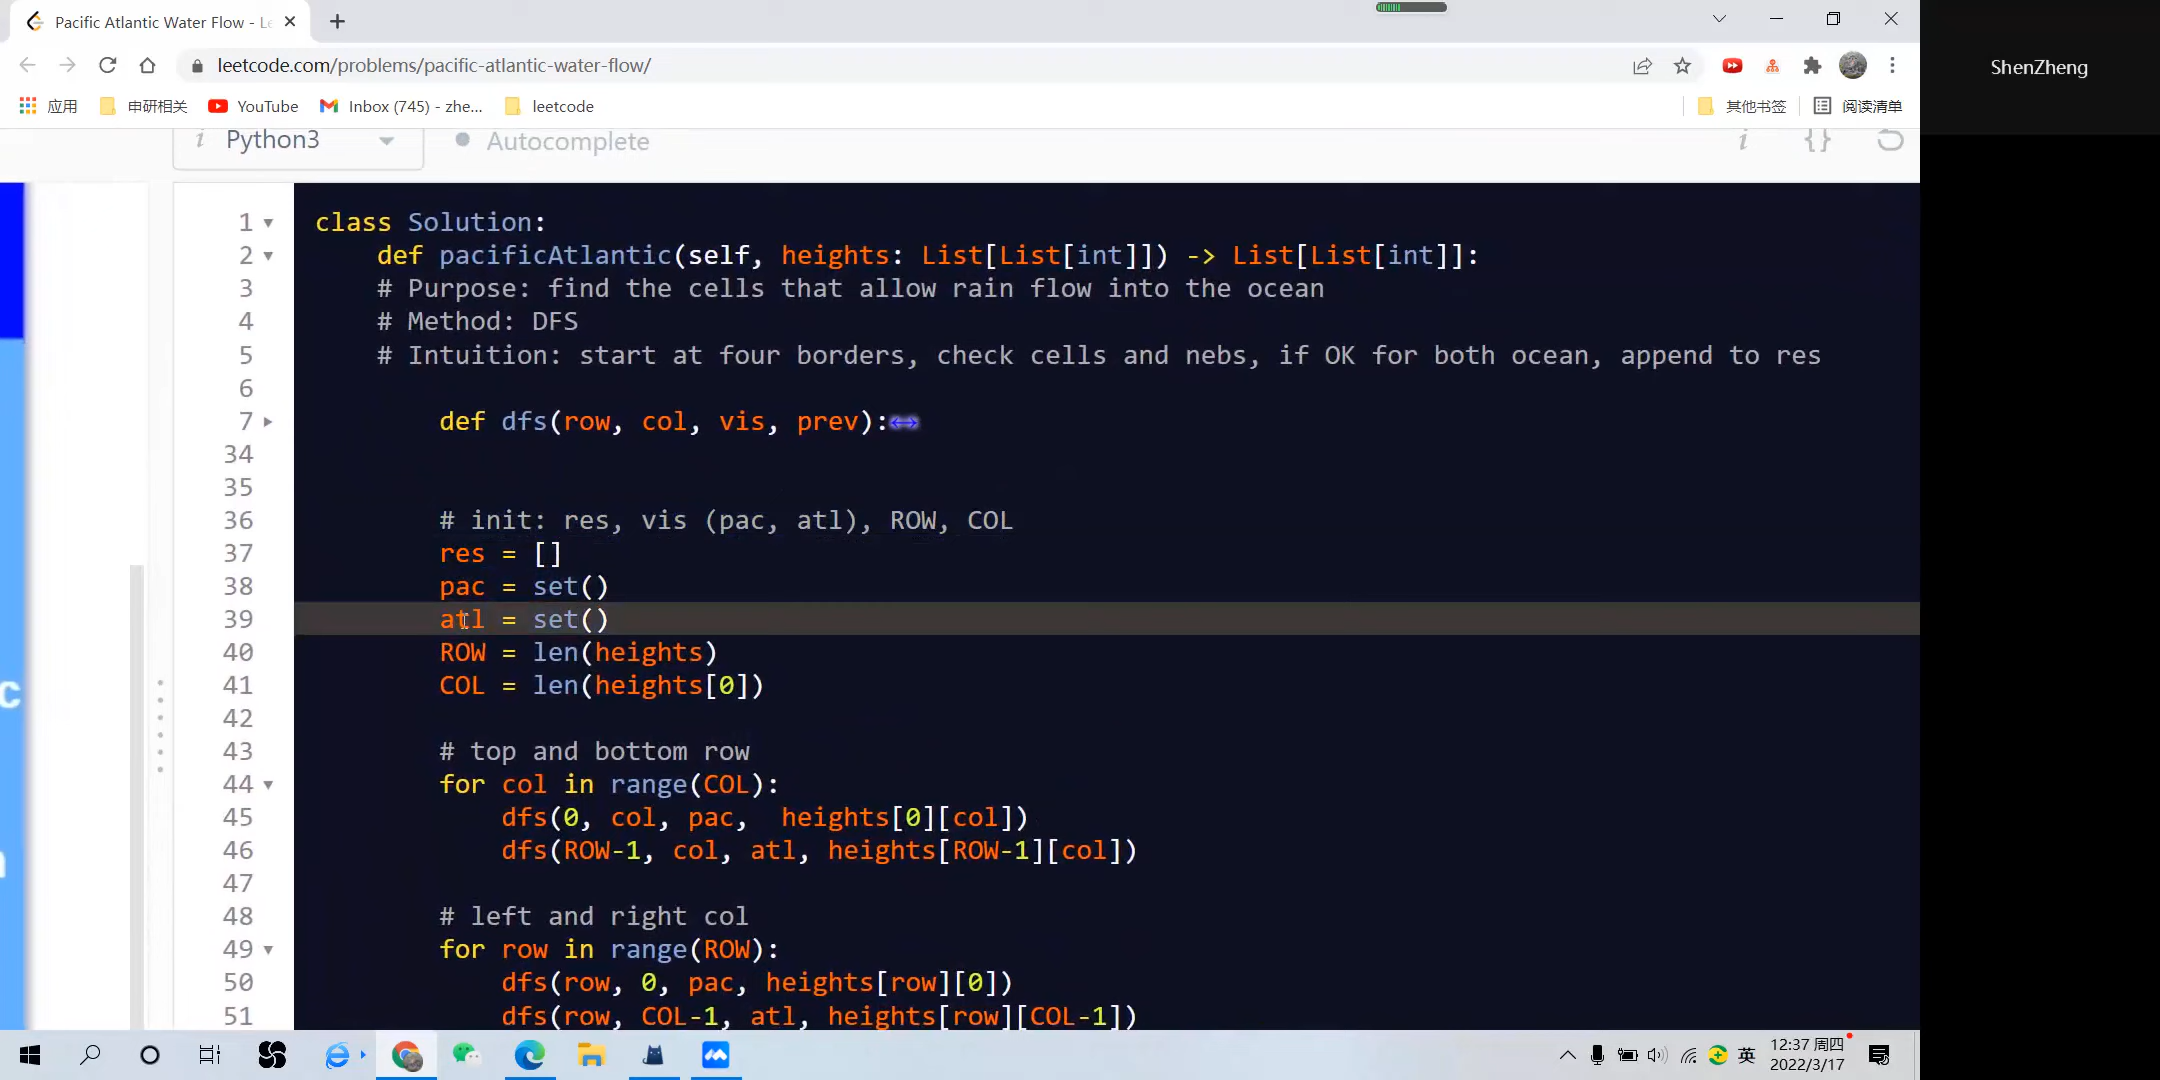 Pacific Atlantic Water Flow - Le
leetcode.com/problems/pacific-atlantic-water-flow/
应用 申研相关 YouTube Inbox (745) - zhe... leetcode 其他书签 阅读清单
ShenZheng
i Python3 Autocomplete i {}
1 class Solution:
2 def pacificAtlantic(self, heights: List[List[int]]) -> List[List[int]]:
3 # Purpose: find the cells that allow rain flow into the ocean
4 # Method: DFS
5 # Intuition: start at four borders, check cells and nebs, if OK for both ocean, append to res
6
7 def dfs(row, col, vis, prev):
34
35
36 # init: res, vis (pac, atl), ROW, COL
37 res = []
38 pac = set()
39 atl = set()
40 ROW = len(heights)
41 COL = len(heights[0])
42
43 # top and bottom row
44 for col in range(COL):
45 dfs(0, col, pac,  heights[0][col])
46 dfs(ROW-1, col, atl, heights[ROW-1][col])
47
48 # left and right col
49 for row in range(ROW):
50 dfs(row, 0, pac, heights[row][0])
51 dfs(row, COL-1, atl, heights[row][COL-1])
c
英 12:37 周四
2022/3/17